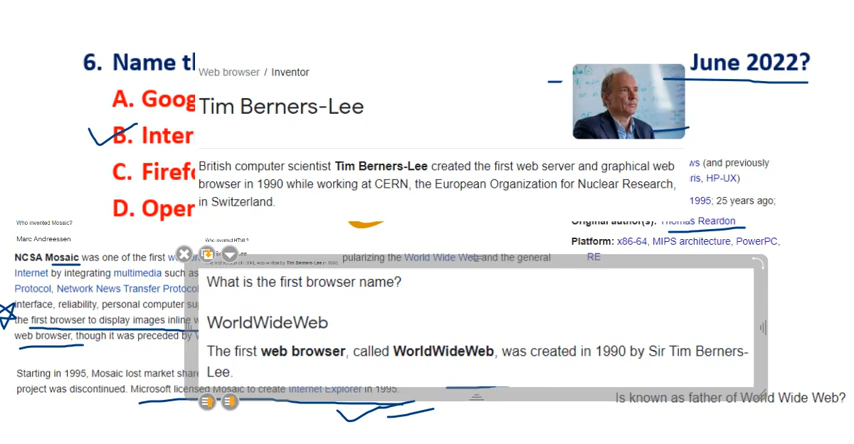 6. Name
June 2022?
Web browser / Inventor
Tim Berners-Lee
A. Goog
B. Inter
C. Firef
D. Oper
British computer scientist Tim Berners-Lee created the first web server and graphical web
browser in 1990 while working at CERN, the European Organization for Nuclear Research,
in Switzerland.
ws (and previously
ris, HP-UX)
1995; 25 years ago;
Original author(s): Thomas Reardon
Platform: x86-64, MIPS architecture, PowerPC,
RE
Who invented Mosaic?
Marc Andreessen
NCSA Mosaic was one of the first
pularizing the World Wide Web and the general
Internet by integrating multimedia such as
Protocol, Network News Transfer Protocol
interface, reliability, personal computer
the first browser to display images inline
web browser, though it was preceded by
Starting in 1995, Mosaic lost market
project was discontinued. Microsoft licensed Mosaic to create Internet Explorer in 1995.
What is the first browser name?
WorldWideWeb
The first web browser, called WorldWideWeb, was created in 1990 by Sir Tim Berners-
Lee.
Is known as father of World Wide Web?